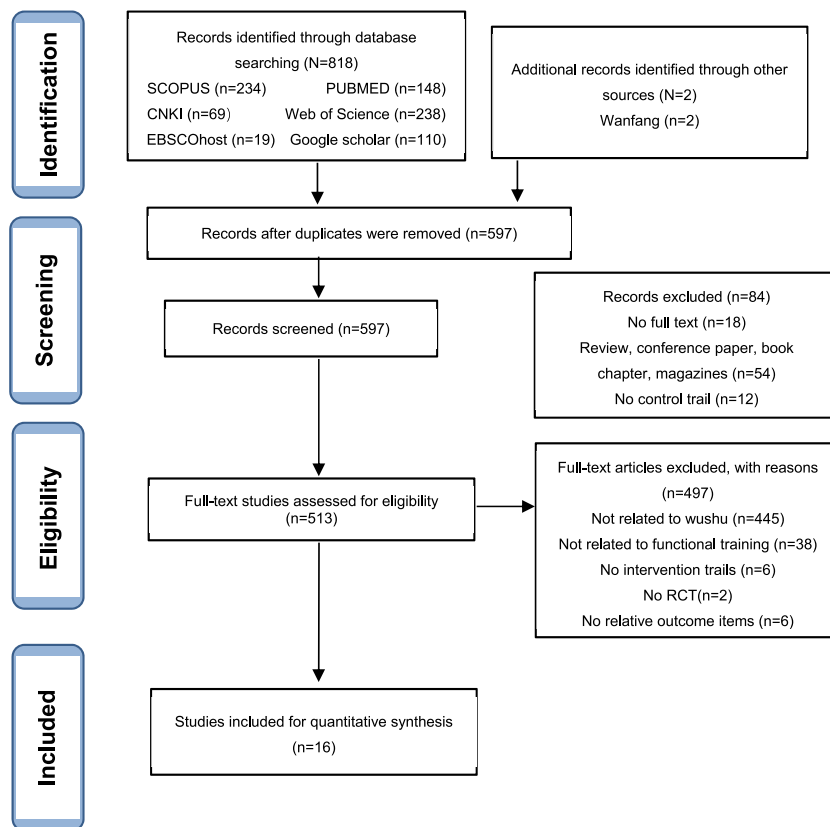 Identification
Records identified through database
searching (N=818)
SCOPUS (n=234) PUBMED (n=148)
CNKI (n=69) Web of Science (n=238)
EBSCOhost (n=19) Google scholar (n=110)
Additional records identified through other
sources (N=2)
Wanfang (n=2)
Screening
Records after duplicates were removed (n=597)
Records screened (n=597)
Records excluded (n=84)
No full text (n=18)
Review, conference paper, book
chapter, magazines (n=54)
No control trail (n=12)
Eligibility
Full-text studies assessed for eligibility
(n=513)
Full-text articles excluded, with reasons
(n=497)
Not related to wushu (n=445)
Not related to functional training (n=38)
No intervention trails (n=6)
No RCT(n=2)
No relative outcome items (n=6)
Included
Studies included for quantitative synthesis
(n=16)